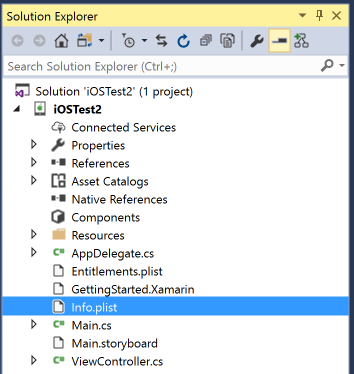 Solution Explorer
Search Solution Explorer (Ctrl+;)
Solution 'iOSTest2' (1 project)
iOSTest2
Connected Services
Properties
References
Asset Catalogs
Native References
Components
Resources
AppDelegate.cs
Entitlements.plist
GettingStarted.Xamarin
Info.plist
Main.cs
Main.storyboard
ViewController.cs